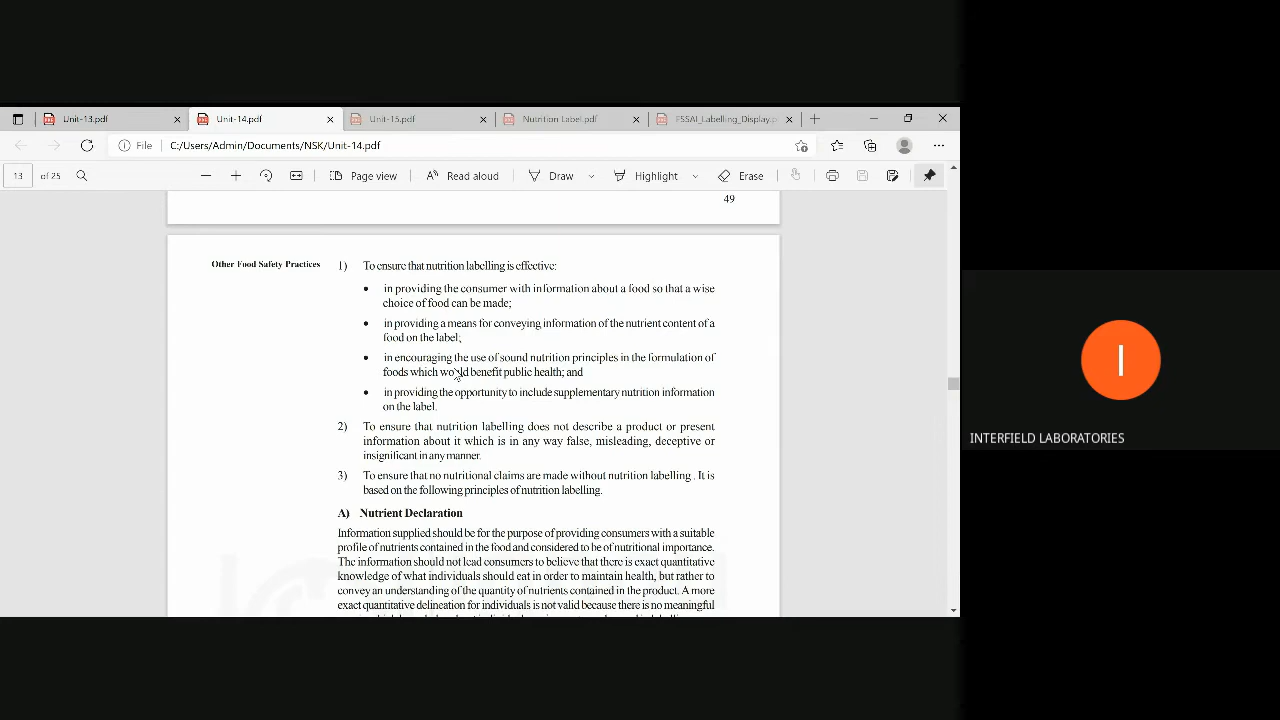 Unit-13.pdf
Unit-14.pdf
Unit-15.pdf
Nutrition Label.pdf
FSSAI_Labelling_Display.p
File
C:/Users/Admin/Documents/NSK/Unit-14.pdf
13
of 25
Page view
Read aloud
Draw
Highlight
Erase
49
Other Food Safety Practices
1) To ensure that nutrition labelling is effective:
• in providing the consumer with information about a food so that a wise
choice of food can be made;
• in providing a means for conveying information of the nutrient content of a
food on the label;
• in encouraging the use of sound nutrition principles in the formulation of
foods which would benefit public health; and
• in providing the opportunity to include supplementary nutrition information
on the label.
2) To ensure that nutrition labelling does not describe a product or present
information about it which is in any way false, misleading, deceptive or
insignificant in any manner.
3) To ensure that no nutritional claims are made without nutrition labelling . It is
based on the following principles of nutrition labelling.
A) Nutrient Declaration
Information supplied should be for the purpose of providing consumers with a suitable
profile of nutrients contained in the food and considered to be of nutritional importance.
The information should not lead consumers to believe that there is exact quantitative
knowledge of what individuals should eat in order to maintain health, but rather to
convey an understanding of the quantity of nutrients contained in the product. A more
exact quantitative delineation for individuals is not valid because there is no meaningful
I
INTERFIELD LABORATORIES